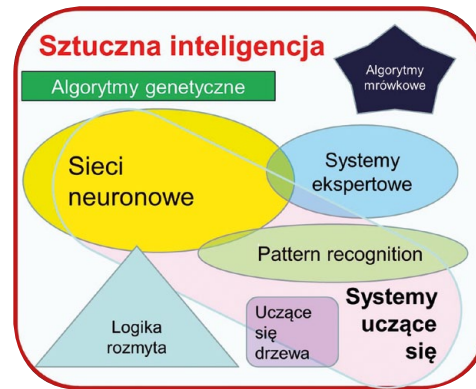 Sztuczna inteligencja
Algorytmy
mrówkowe
Algorytmy genetyczne
Sieci
neuronowe
Systemy
ekspertowe
Pattern recognition
Logika
rozmyta
Uczące
się
drzewa
Systemy
uczące
się